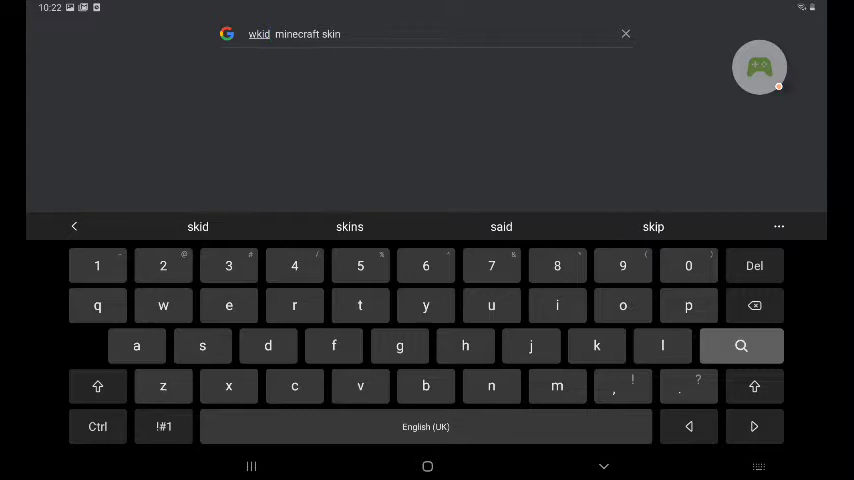 10:22
wkid minecraft skin
skid skins said skip ...
1 - 2 @ 3 # 4 / 5 % 6 ^ 7 & 8 * 9 ( 0 ) Del
q w e r t y u i o p
a s d f g h j k l
z x c v b n m , ! . ?
Ctrl !#1 English (UK)